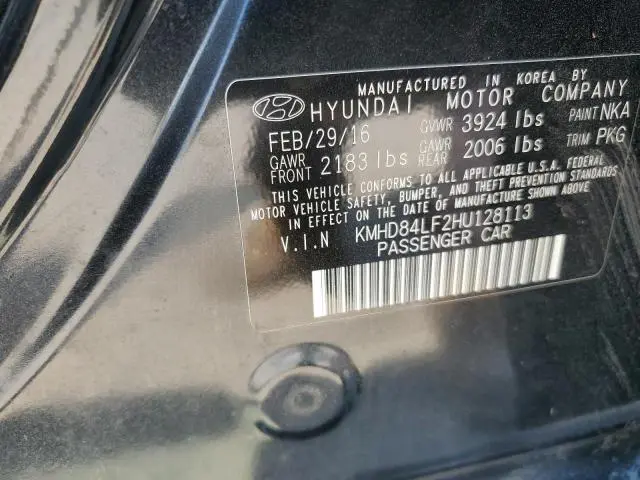 MANUFACTURED IN KOREA BY
HYUNDAI MOTOR COMPANY
FEB/29/16 GVWR 3924 lbs PAINT NKA
GAWR FRONT 2183 lbs GAWR REAR 2006 lbs TRIM PKG
THIS VEHICLE CONFORMS TO ALL APPLICABLE U.S.A. FEDERAL
MOTOR VEHICLE SAFETY, BUMPER, AND THEFT PREVENTION STANDARDS
IN EFFECT ON THE DATE OF MANUFACTURE SHOWN ABOVE.
V.I.N KMHD84LF2HU128113
PASSENGER CAR